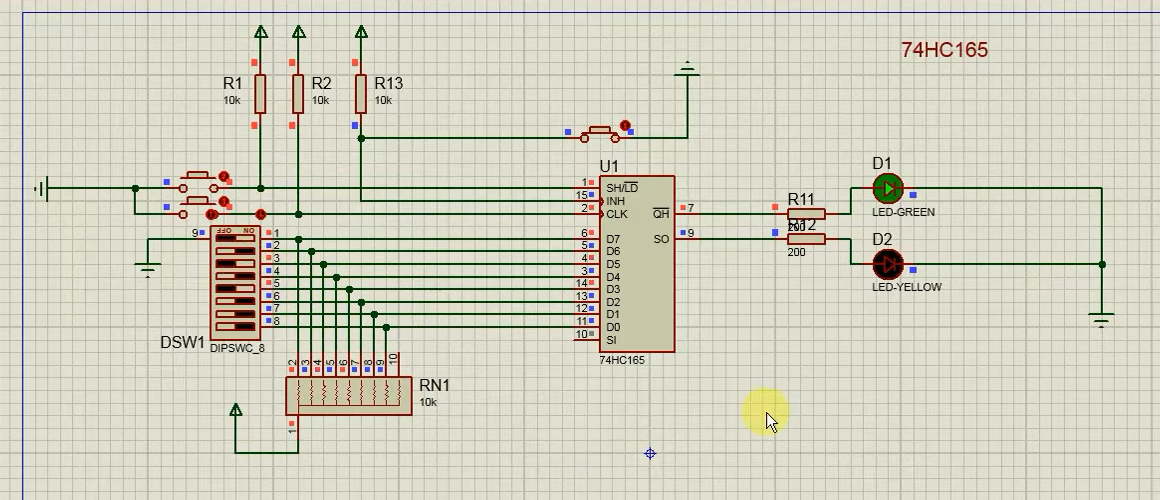 74HC165
R1
10k
R2
10k
R13
10k
U1
1
15
2
6
5
4
3
14
13
12
11
10
SH/LD
INH
CLK
D7
D6
D5
D4
D3
D2
D1
D0
SI
QH
SO
7
9
74HC165
R11
R12
200
D1
LED-GREEN
D2
LED-YELLOW
9
OFF ON
1
2
3
4
5
6
7
8
DSW1
DIPSWC_8
2
3
4
5
6
7
8
9
10
RN1
10k
1